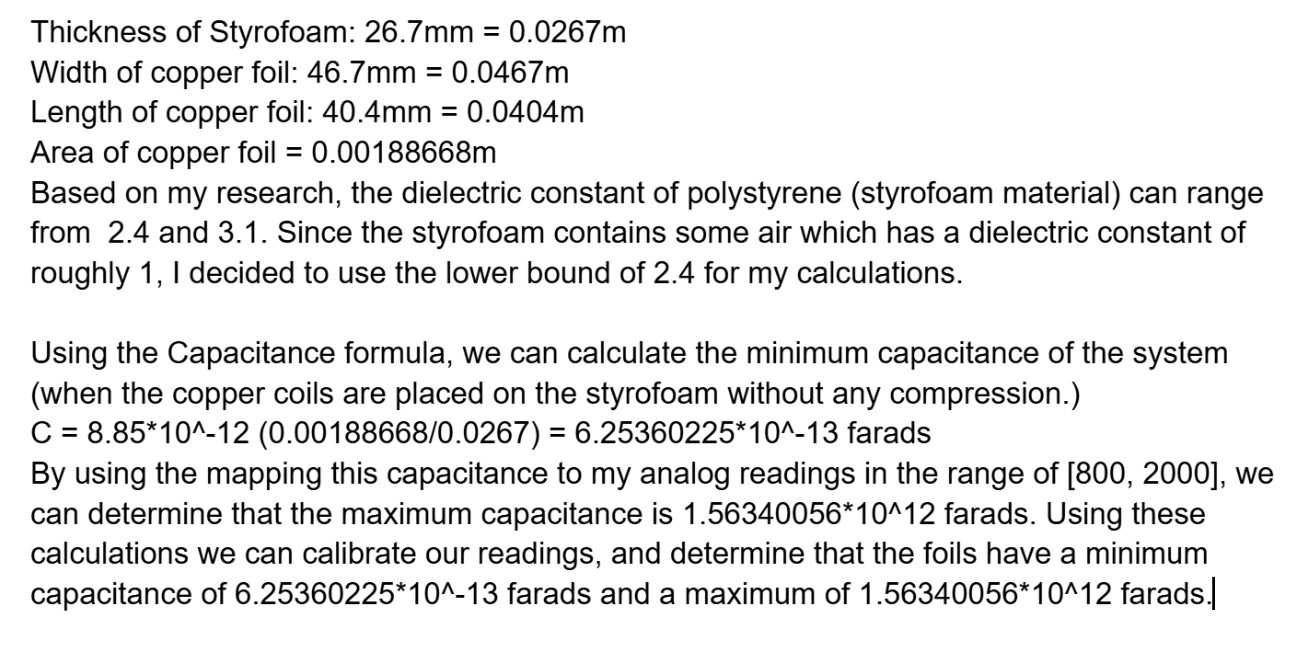 Thickness of Styrofoam: 26.7mm = 0.0267m
Width of copper foil: 46.7mm = 0.0467m
Length of copper foil: 40.4mm = 0.0404m
Area of copper foil = 0.00188668m
Based on my research, the dielectric constant of polystyrene (styrofoam material) can range
from  2.4 and 3.1. Since the styrofoam contains some air which has a dielectric constant of
roughly 1, I decided to use the lower bound of 2.4 for my calculations.
Using the Capacitance formula, we can calculate the minimum capacitance of the system
(when the copper coils are placed on the styrofoam without any compression.)
C = 8.85*10^-12 (0.00188668/0.0267) = 6.25360225*10^-13 farads
By using the mapping this capacitance to my analog readings in the range of [800, 2000], we
can determine that the maximum capacitance is 1.56340056*10^12 farads. Using these
calculations we can calibrate our readings, and determine that the foils have a minimum
capacitance of 6.25360225*10^-13 farads and a maximum of 1.56340056*10^12 farads.